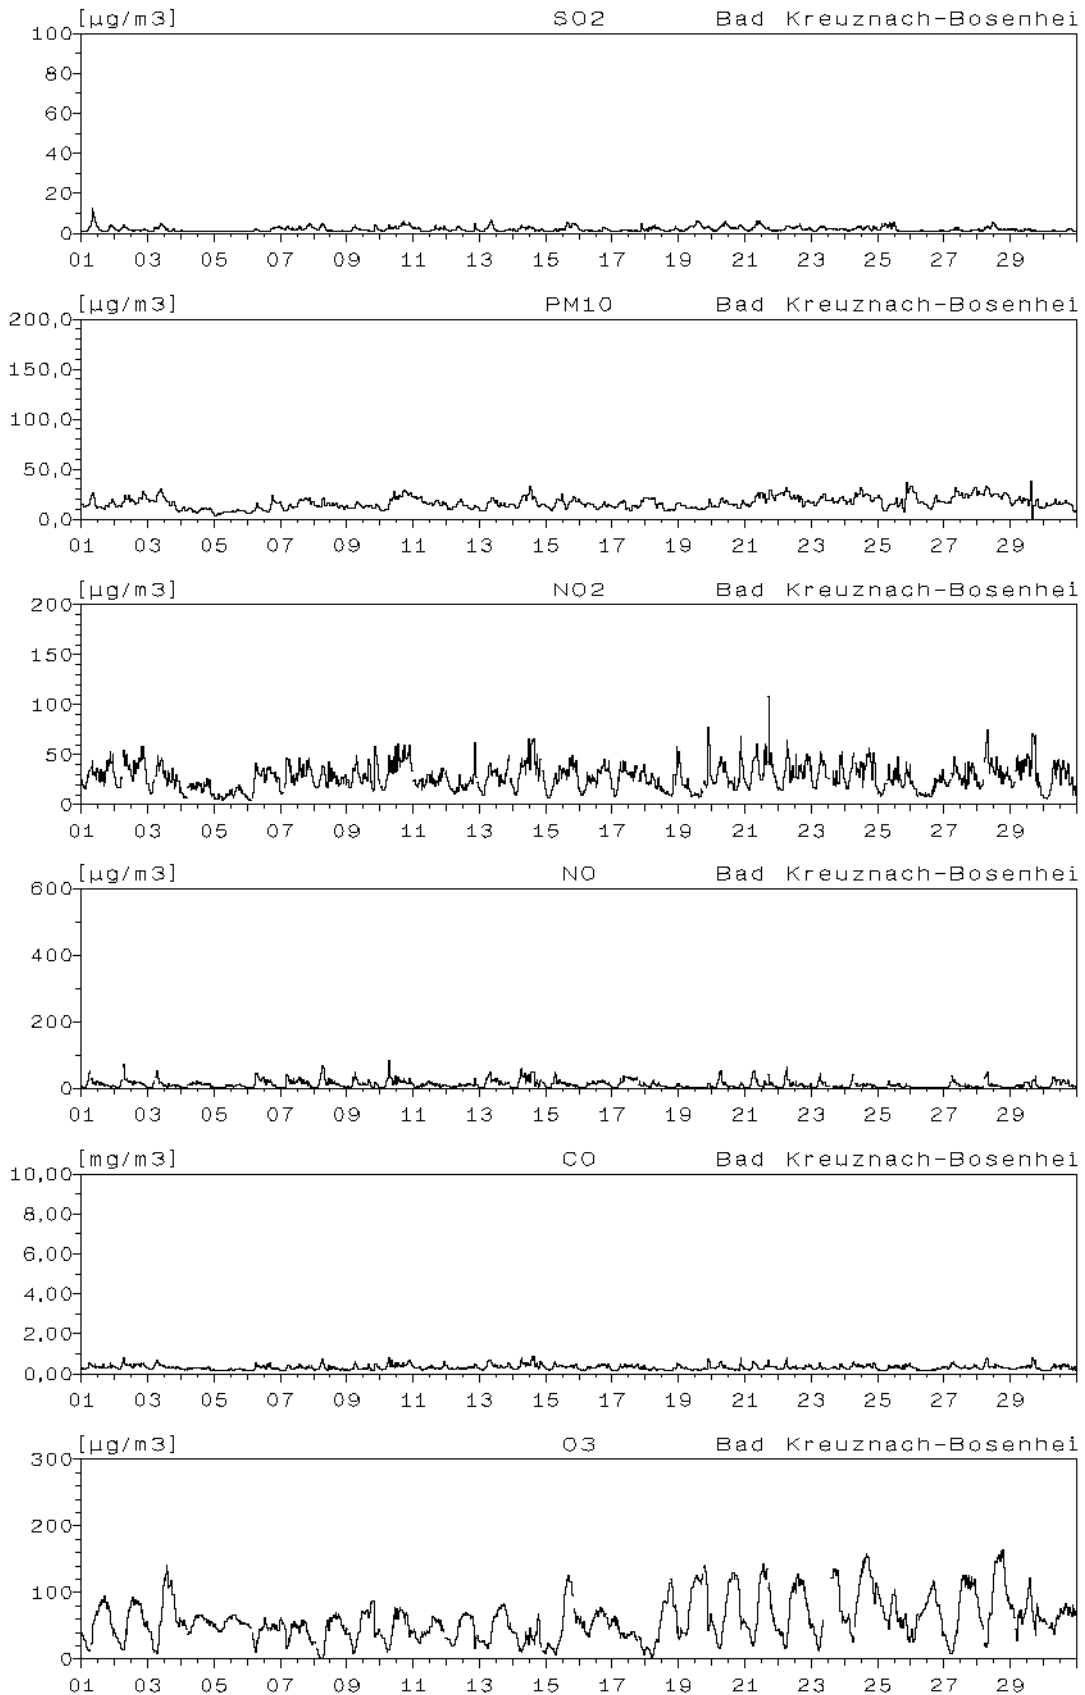 [µg/m3] SO2 Bad Kreuznach-Bosenhei
100
80
60
40
20
0
01 03 05 07 09 11 13 15 17 19 21 23 25 27 29
[µg/m3] PM10 Bad Kreuznach-Bosenhei
200,0
150,0
100,0
50,0
0,0
01 03 05 07 09 11 13 15 17 19 21 23 25 27 29
[µg/m3] NO2 Bad Kreuznach-Bosenhei
200
150
100
50
0
01 03 05 07 09 11 13 15 17 19 21 23 25 27 29
[µg/m3] NO Bad Kreuznach-Bosenhei
600
400
200
0
01 03 05 07 09 11 13 15 17 19 21 23 25 27 29
[mg/m3] CO Bad Kreuznach-Bosenhei
10,00
8,00
6,00
4,00
2,00
0,00
01 03 05 07 09 11 13 15 17 19 21 23 25 27 29
[µg/m3] O3 Bad Kreuznach-Bosenhei
300
200
100
0
01 03 05 07 09 11 13 15 17 19 21 23 25 27 29